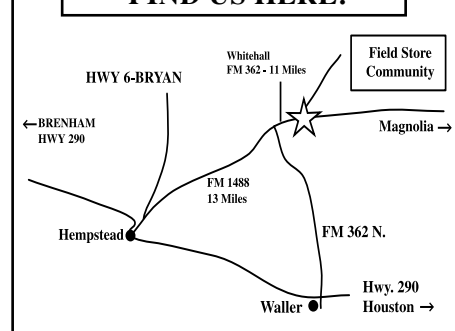 FIND US HERE!
Whitehall
FM 362 - 11 Miles
Field Store
Community
HWY 6-BRYAN
←BRENHAM
HWY 290
Magnolia →
FM 1488
13 Miles
Hempstead
FM 362 N.
Hwy. 290
Houston →
Waller